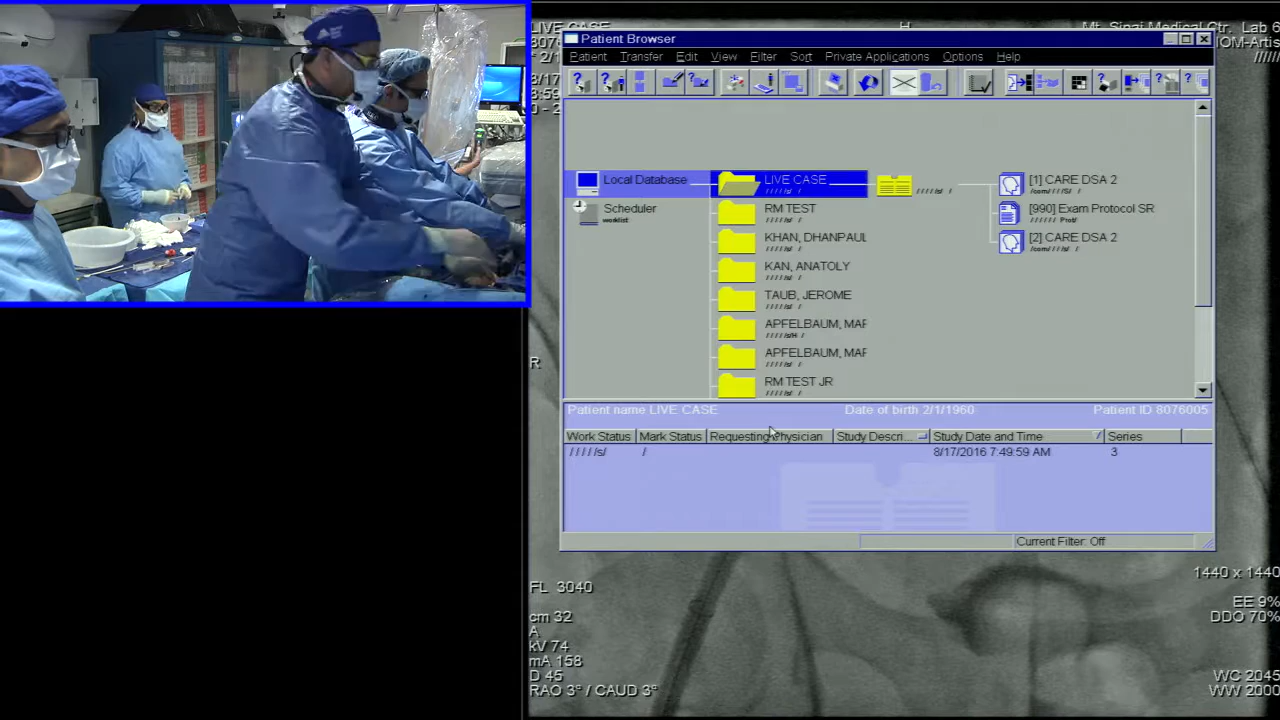 LIVE CASE
H
Mt. Sinai Medical Ctr. Lab 6
Patient Browser
Patient Transfer Edit View Filter Sort Private Applications Options Help
Local Database
LIVE CASE
[1] CARE DSA 2
Scheduler
worklist
RM TEST
[990] Exam Protocol SR
KHAN, DHANPAUL
[2] CARE DSA 2
KAN, ANATOLY
TAUB, JEROME
APFELBAUM, MAR
APFELBAUM, MAR
RM TEST JR
Patient name LIVE CASE Date of birth 2/1/1960 Patient ID 8076005
Work Status Mark Status Requesting Physician Study Descri... Study Date and Time Series
/ / / / /s/ / 8/17/2016 7:49:59 AM 3
Current Filter: Off
R
FL 3040
cm 32
A
kV 74
mA 158
D 45
RAO 3° / CAUD 3°
1440 x 1440
EE 9%
DDO 70%
WC 2045
WW 2000